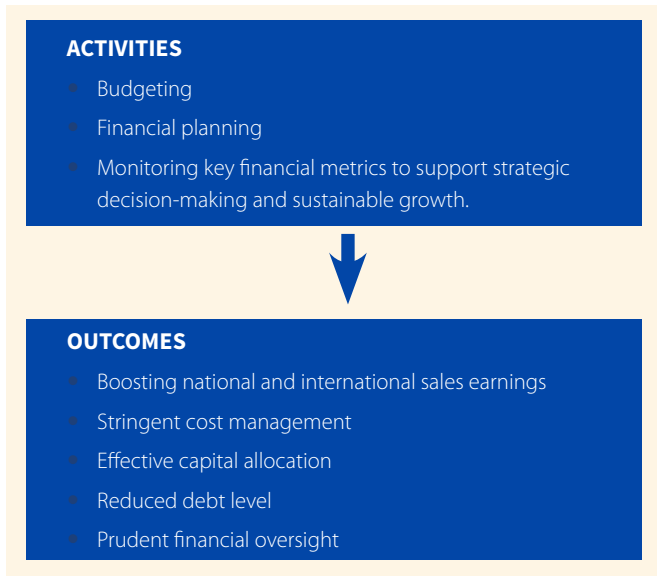 ACTIVITIES
• Budgeting
• Financial planning
• Monitoring key financial metrics to support strategic
decision-making and sustainable growth.
OUTCOMES
• Boosting national and international sales earnings
• Stringent cost management
• Effective capital allocation
• Reduced debt level
• Prudent financial oversight